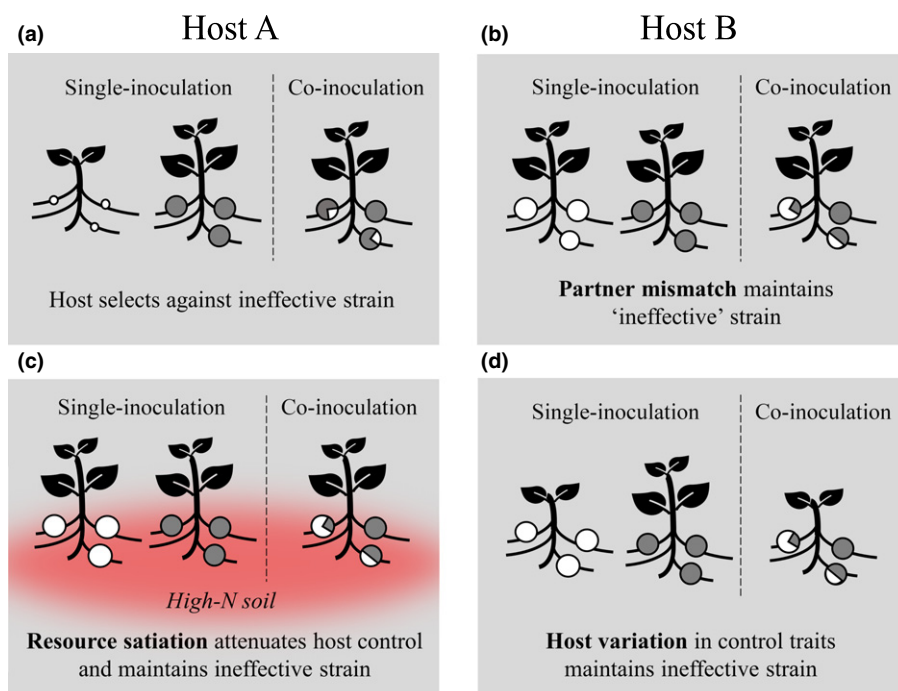 (a)
Host A
Single-inoculation
Co-inoculation
Host selects against ineffective strain
(b)
Host B
Single-inoculation
Co-inoculation
Partner mismatch maintains
‘ineffective’ strain
(c)
Single-inoculation
Co-inoculation
High-N soil
Resource satiation attenuates host control
and maintains ineffective strain
(d)
Single-inoculation
Co-inoculation
Host variation in control traits
maintains ineffective strain